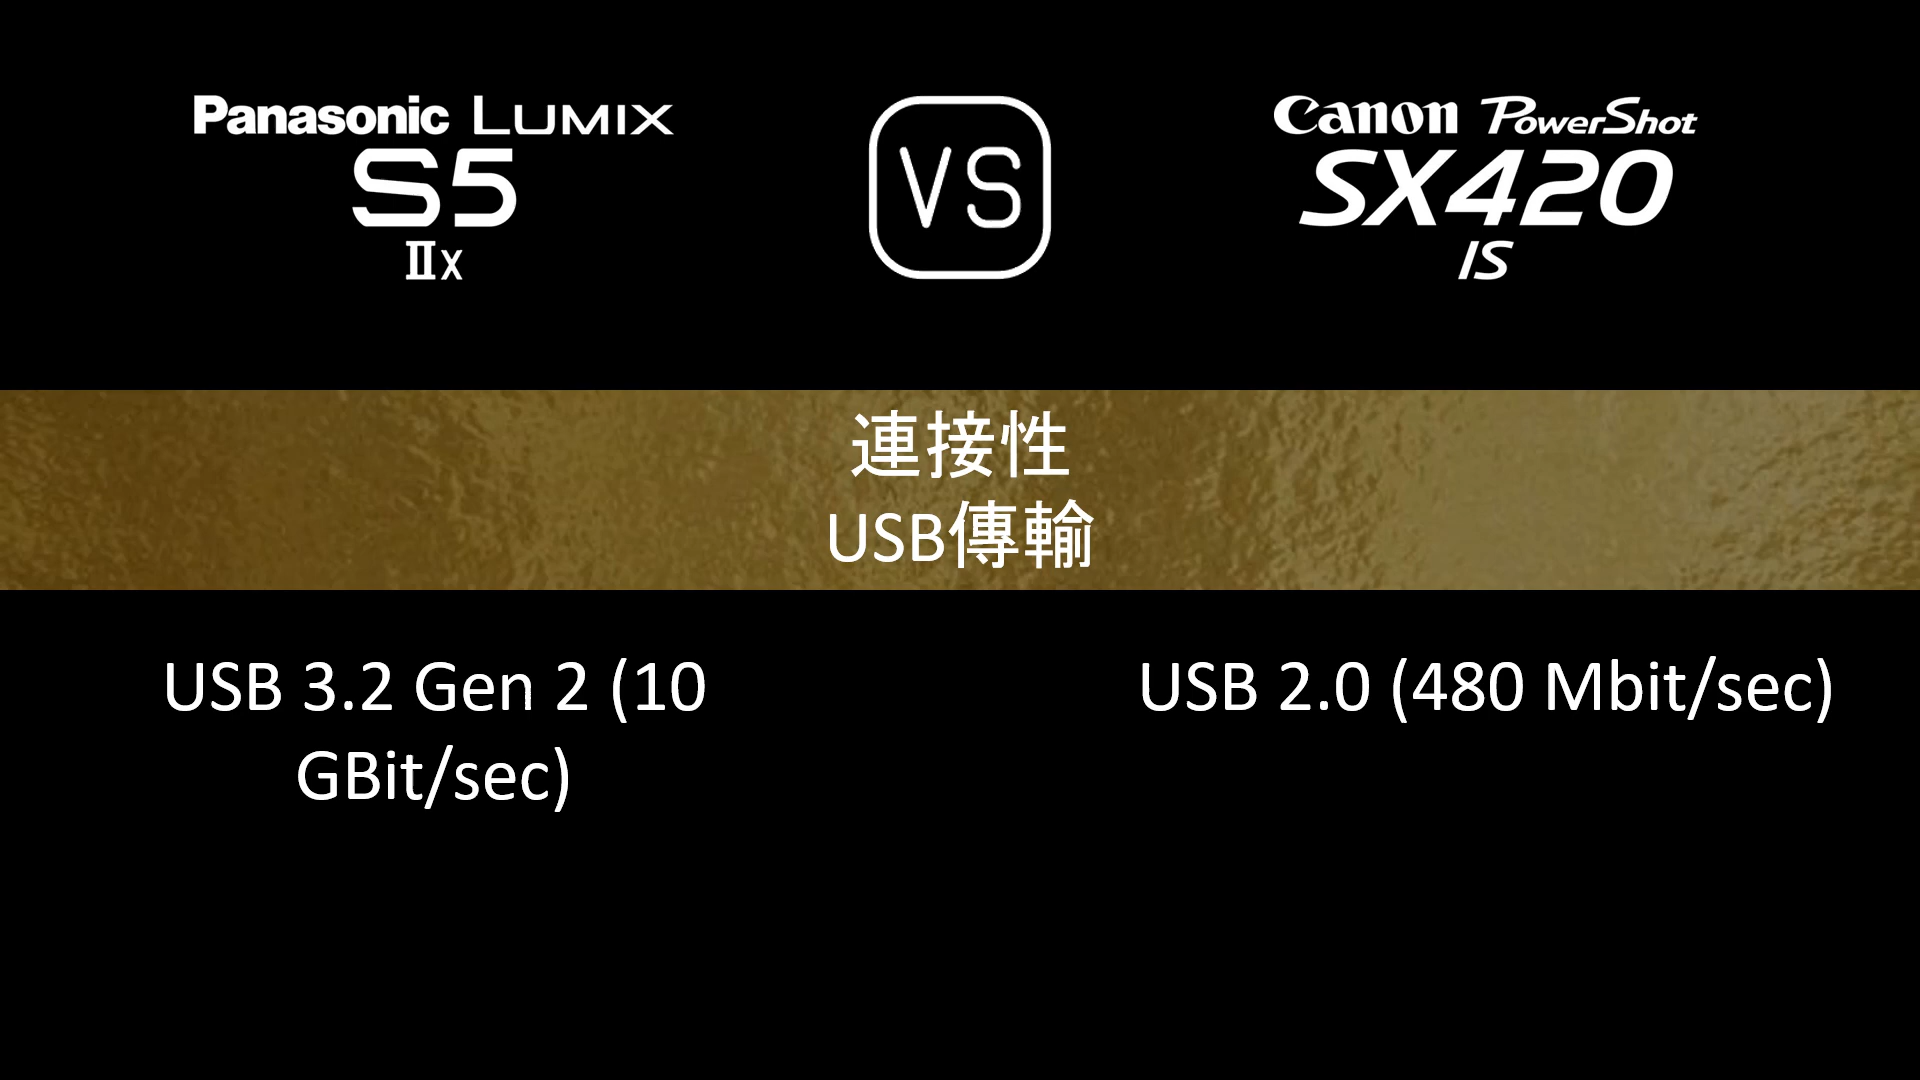 Panasonic LUMIX
S5
IIX
VS
Canon PowerShot
SX420
IS
連接性
USB傳輸
USB 3.2 Gen 2 (10
GBit/sec)
USB 2.0 (480 Mbit/sec)